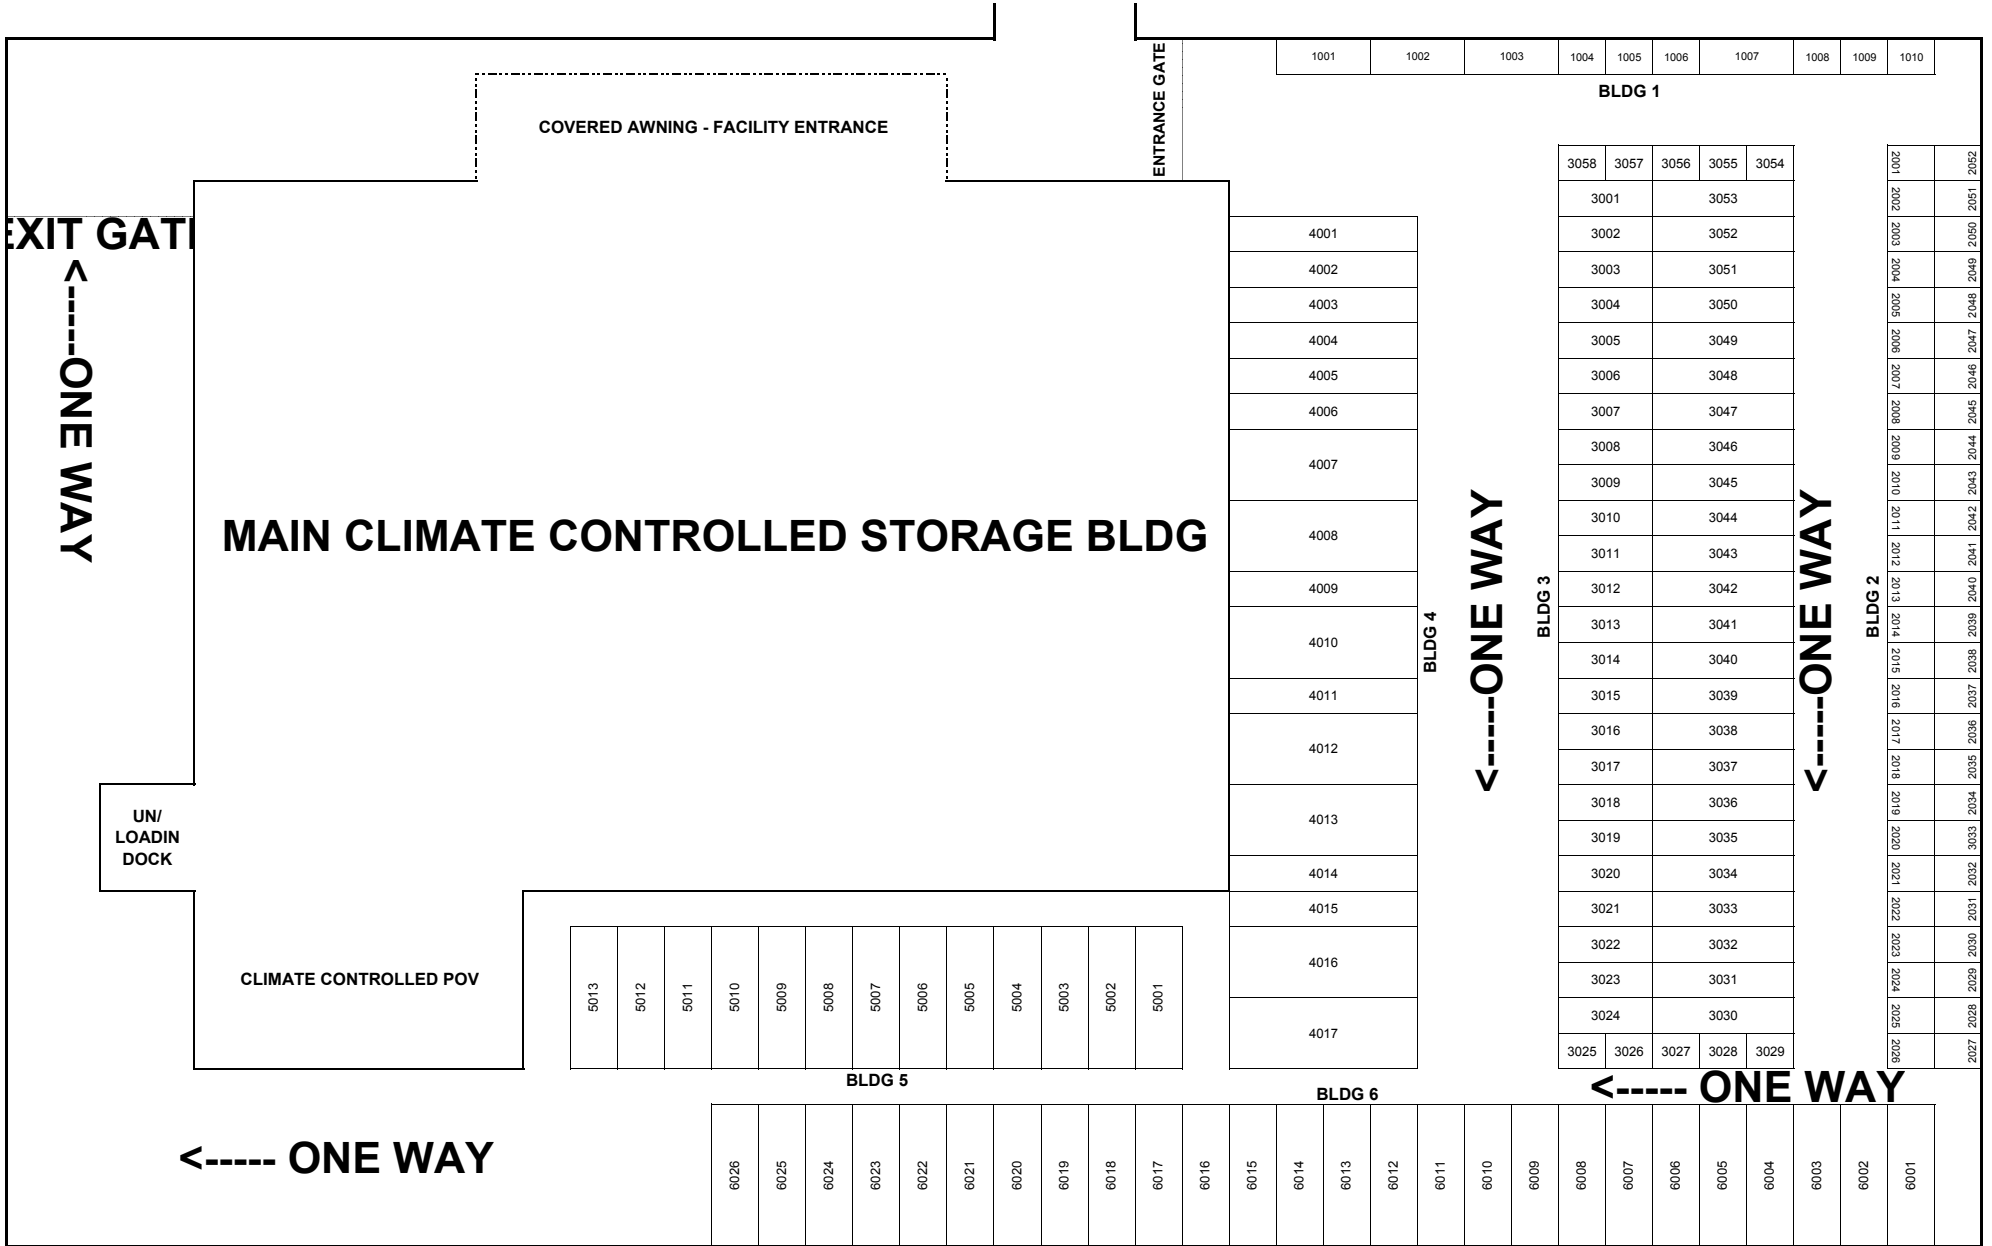 ENTRANCE GATE
1001 1002 1003 1004 1005 1006 1007 1008 1009 1010
BLDG 1
COVERED AWNING - FACILITY ENTRANCE
EXIT GATE
<-----ONE WAY
MAIN CLIMATE CONTROLLED STORAGE BLDG
UN/
LOADIN
DOCK
CLIMATE CONTROLLED POV
4001
4002
4003
4004
4005
4006
4007
4008
4009
4010
4011
4012
4013
4014
4015
4016
4017
BLDG 4
<-----ONE WAY
BLDG 3
3058 3057 3056 3055 3054
3001 3053
3002 3052
3003 3051
3004 3050
3005 3049
3006 3048
3007 3047
3008 3046
3009 3045
3010 3044
3011 3043
3012 3042
3013 3041
3014 3040
3015 3039
3016 3038
3017 3037
3018 3036
3019 3035
3020 3034
3021 3033
3022 3032
3023 3031
3024 3030
3025 3026 3027 3028 3029
<-----ONE WAY
BLDG 2
2001 2052
2002 2051
2003 2050
2004 2049
2005 2048
2006 2047
2007 2046
2008 2045
2009 2044
2010 2043
2011 2042
2012 2041
2013 2040
2014 2039
2015 2038
2016 2037
2017 2036
2018 2035
2019 2034
2020 3033
2021 2032
2022 2031
2023 2030
2024 2029
2025 2028
2026 2027
5013 5012 5011 5010 5009 5008 5007 5006 5005 5004 5003 5002 5001
BLDG 5
BLDG 6
<----- ONE WAY
<----- ONE WAY
6026 6025 6024 6023 6022 6021 6020 6019 6018 6017 6016 6015 6014 6013 6012 6011 6010 6009 6008 6007 6006 6005 6004 6003 6002 6001